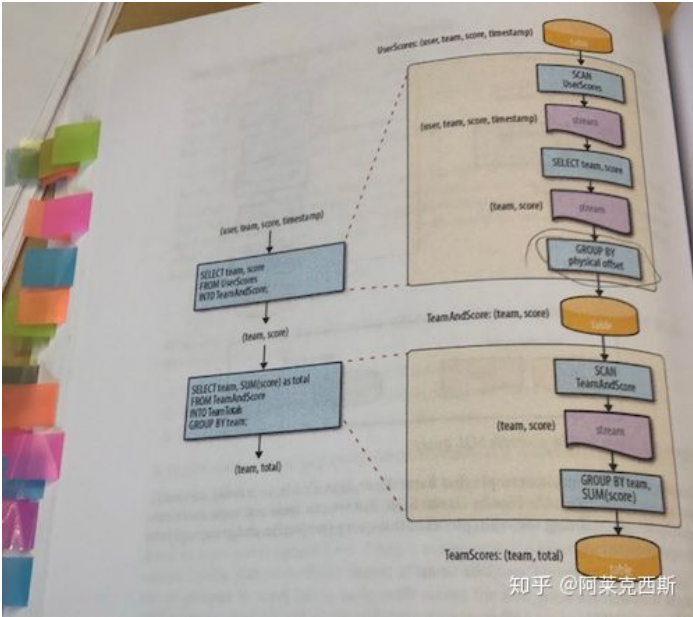 UserScores: (user, team, score, timestamp)
table
SCAN
UserScores
stream
(user, team, score, timestamp)
SELECT team, score
(team, score)
stream
GROUP BY
physical offset
(user, team, score, timestamp)
SELECT team, score
FROM UserScores
INTO TeamAndScore;
(team, score)
TeamAndScore: (team, score)
table
SELECT team, SUM(score) as total
FROM TeamAndScore
INTO TeamTotals
GROUP BY team;
(team, total)
SCAN
TeamAndScore
(team, score)
stream
GROUP BY team,
SUM(score)
TeamScores: (team, total)
table
知乎 @阿莱克西斯